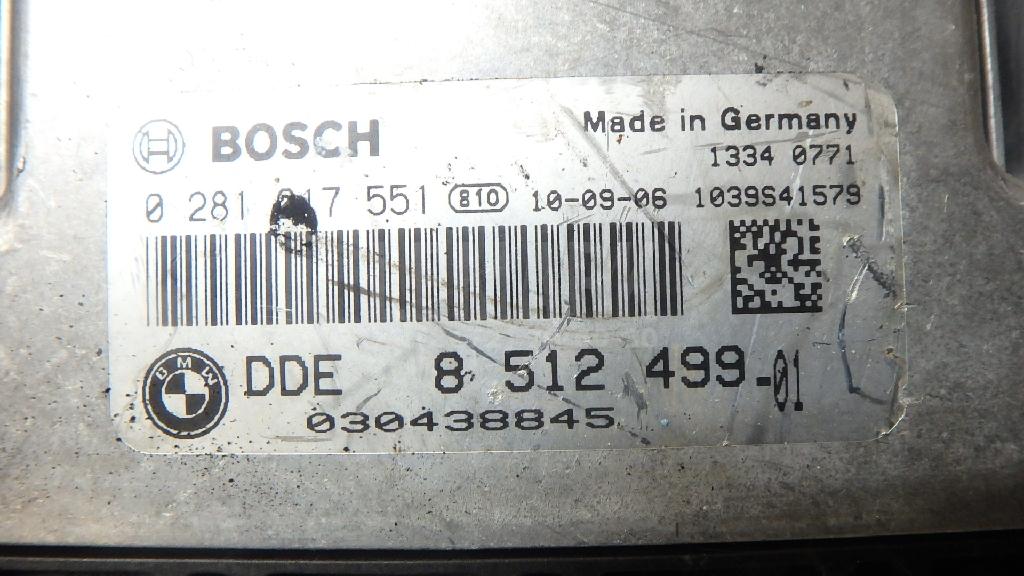 BOSCH
Made in Germany
1334 0771
0 281 017 551 810 10-09-06 1039S41579
BMW
DDE 8 512 499-01
030438845